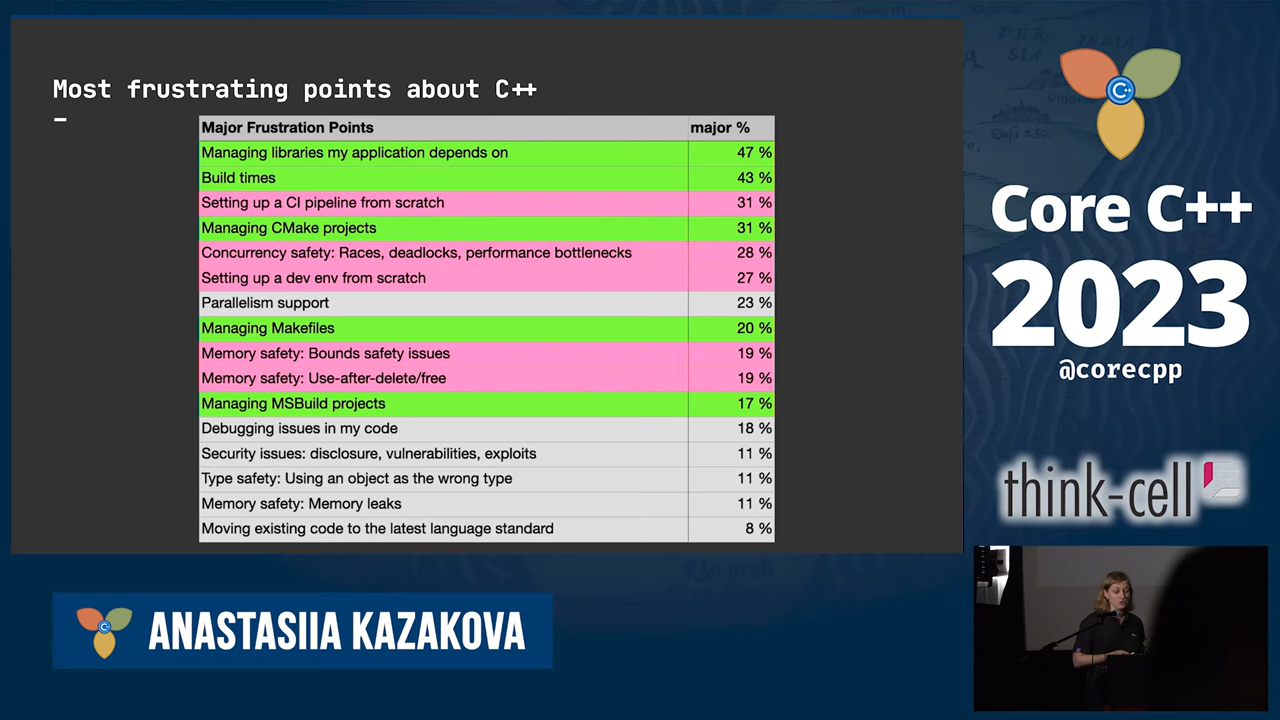 Most frustrating points about C++
Major Frustration Points major %
Managing libraries my application depends on 47 %
Build times 43 %
Setting up a CI pipeline from scratch 31 %
Managing CMake projects 31 %
Concurrency safety: Races, deadlocks, performance bottlenecks 28 %
Setting up a dev env from scratch 27 %
Parallelism support 23 %
Managing Makefiles 20 %
Memory safety: Bounds safety issues 19 %
Memory safety: Use-after-delete/free 19 %
Managing MSBuild projects 17 %
Debugging issues in my code 18 %
Security issues: disclosure, vulnerabilities, exploits 11 %
Type safety: Using an object as the wrong type 11 %
Memory safety: Memory leaks 11 %
Moving existing code to the latest language standard 8 %
C++
Core C++
2023
@corecpp
think-cell
C++
ANASTASIIA KAZAKOVA
PERSIA
INDIA